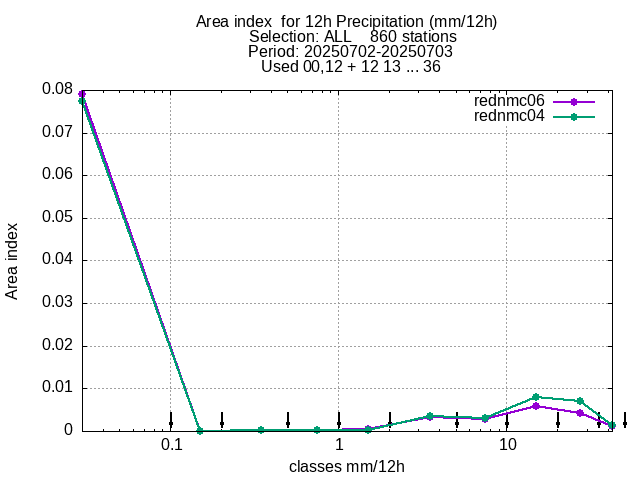 Area index  for 12h Precipitation (mm/12h)
Selection: ALL    860 stations
Period: 20250702-20250703
Used 00,12 + 12 13 ... 36
rednmc06
rednmc04
0.08
0.07
0.06
0.05
0.04
0.03
0.02
0.01
0
Area index
0.1 1 10
classes mm/12h